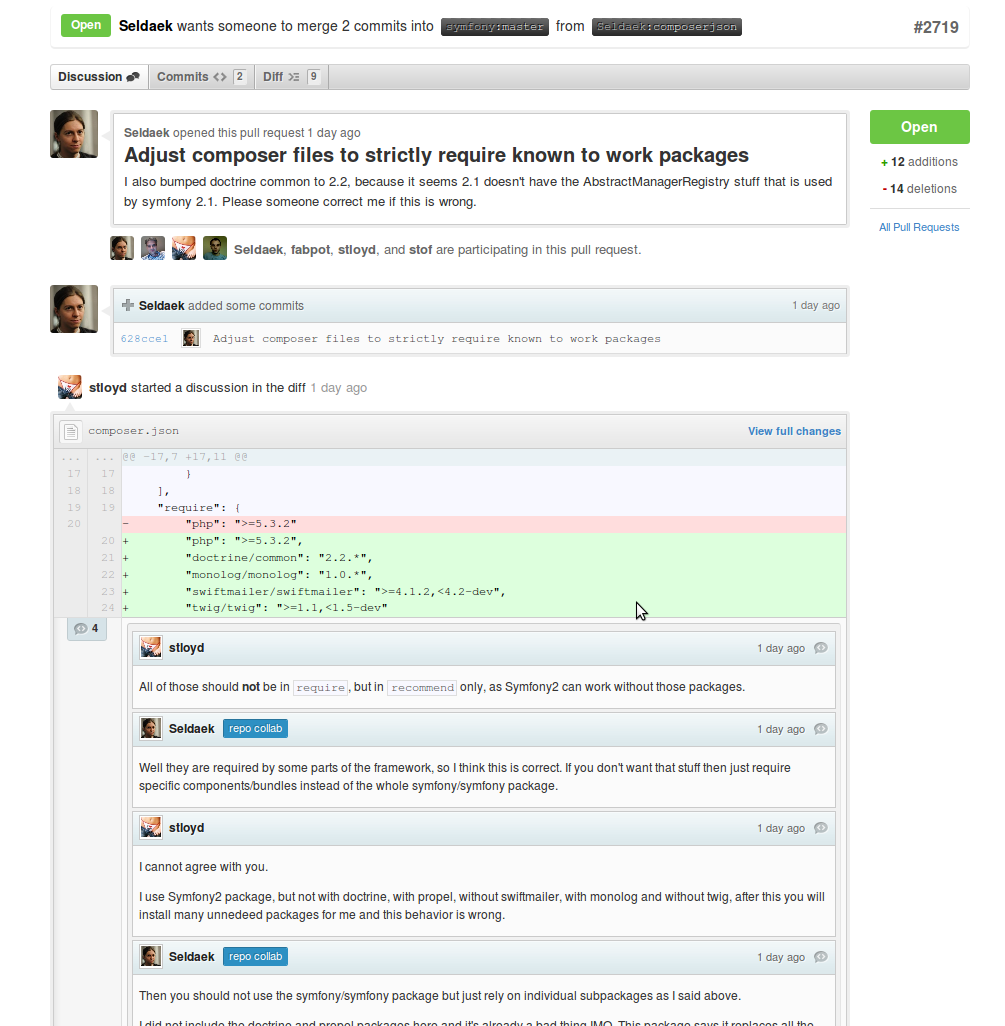 Open Seldaek wants someone to merge 2 commits into symfony:master from Seldaek:composerjson #2719
Discussion Commits 2 Diff 9
Seldaek opened this pull request 1 day ago
Adjust composer files to strictly require known to work packages
I also bumped doctrine common to 2.2, because it seems 2.1 doesn't have the AbstractManagerRegistry stuff that is used
by symfony 2.1. Please someone correct me if this is wrong.
Open
+ 12 additions
- 14 deletions
All Pull Requests
Seldaek, fabpot, stloyd, and stof are participating in this pull request.
Seldaek added some commits 1 day ago
628cce1 Adjust composer files to strictly require known to work packages
stloyd started a discussion in the diff 1 day ago
composer.json View full changes
... ... @@ -17,7 +17,11 @@
17 17 }
18 18 ],
19 19 "require": {
20 - "php": ">=5.3.2"
20 + "php": ">=5.3.2",
21 + "doctrine/common": "2.2.*",
22 + "monolog/monolog": "1.0.*",
23 + "swiftmailer/swiftmailer": ">=4.1.2,<4.2-dev",
24 + "twig/twig": ">=1.1,<1.5-dev"
4
stloyd 1 day ago
All of those should not be in require, but in recommend only, as Symfony2 can work without those packages.
Seldaek repo collab 1 day ago
Well they are required by some parts of the framework, so I think this is correct. If you don't want that stuff then just require
specific components/bundles instead of the whole symfony/symfony package.
stloyd 1 day ago
I cannot agree with you.
I use Symfony2 package, but not with doctrine, with propel, without swiftmailer, with monolog and without twig, after this you will
install many unnedeed packages for me and this behavior is wrong.
Seldaek repo collab 1 day ago
Then you should not use the symfony/symfony package but just rely on individual subpackages as I said above.
I did not include the doctrine and propel packages here and it's already a bad thing IMO. This package says it replaces all the